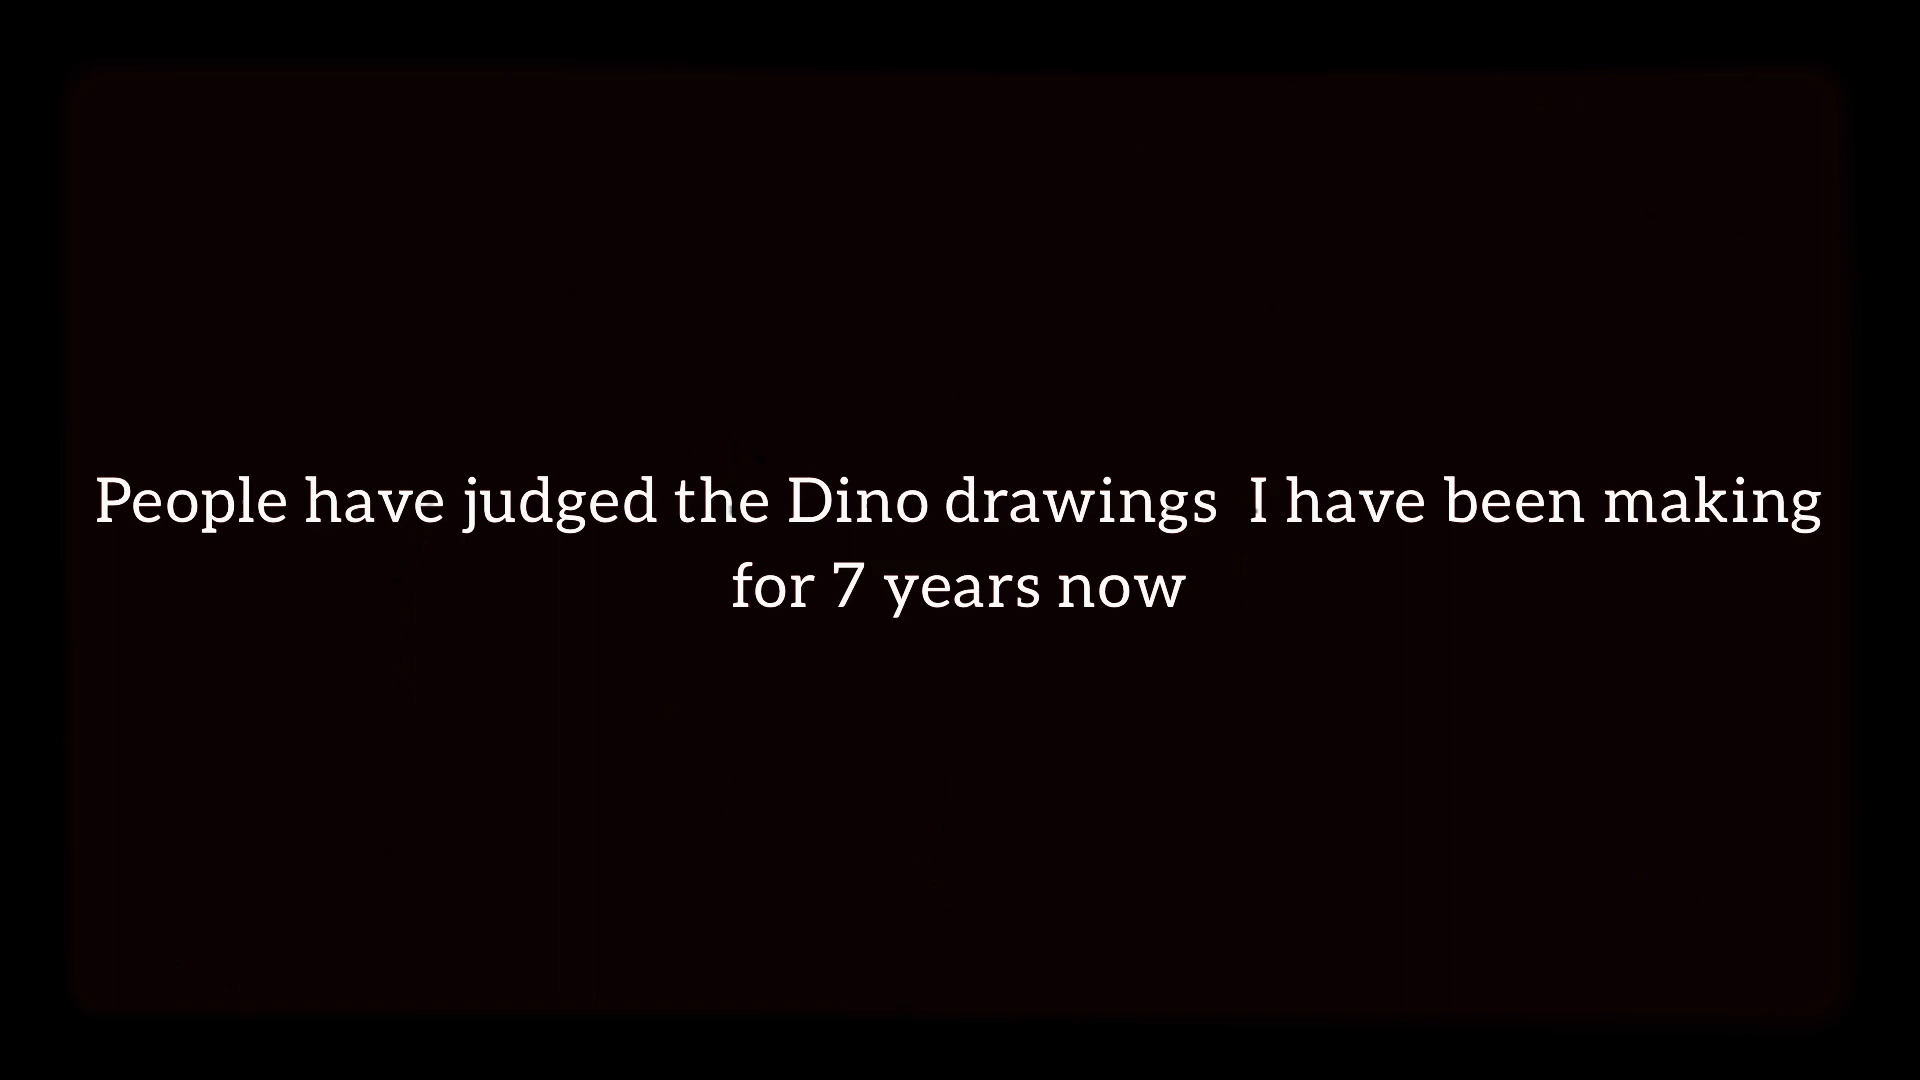 People have judged the Dino drawings  I have been making
for 7 years now